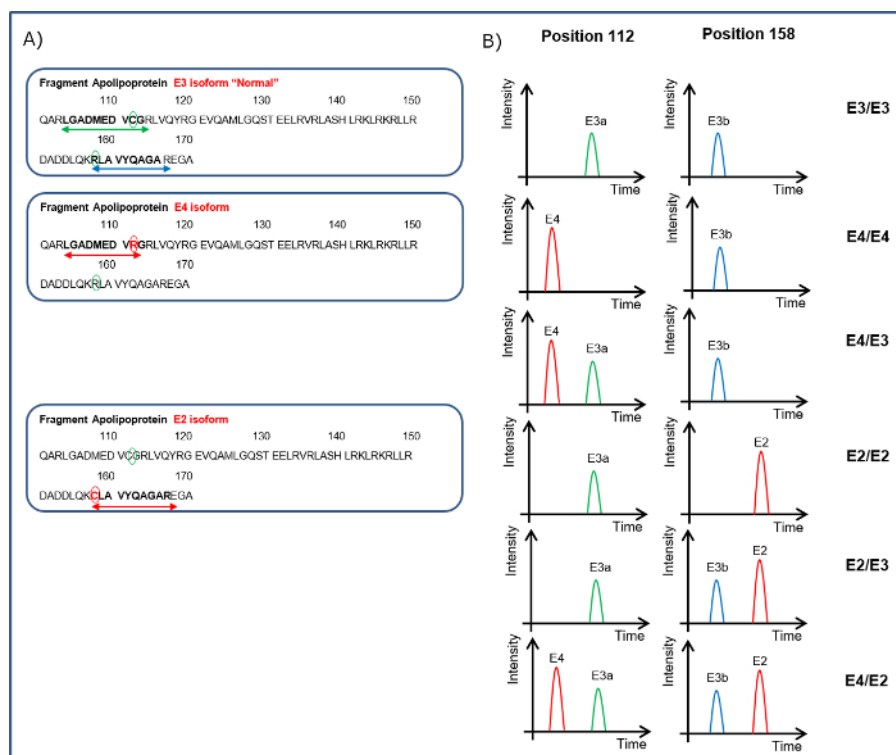 A)
Fragment Apolipoprotein E3 isoform "Normal"
110 120 130 140 150
QARLGADMED VCGRLVQYRG EVQAMLGQST EELRVRLASH LRKLRKRLLR
160 170
DADDLQKRLA VYQAGA REGA
Fragment Apolipoprotein E4 isoform
110 120 130 140 150
QARLGADMED VRGRLVQYRG EVQAMLGQST EELRVRLASH LRKLRKRLLR
160 170
DADDLQKRLA VYQAGAREGA
Fragment Apolipoprotein E2 isoform
110 120 130 140 150
QARLGADMED VCGRLVQYRG EVQAMLGQST EELRVRLASH LRKLRKRLLR
160 170
DADDLQKCLA VYQAGAREGA
B)
Position 112 Position 158
Intensity E3a Time Intensity E3b Time E3/E3
Intensity E4 Time Intensity E3b Time E4/E4
Intensity E4 E3a Time Intensity E3b Time E4/E3
Intensity E3a Time Intensity E2 Time E2/E2
Intensity E3a Time Intensity E3b E2 Time E2/E3
Intensity E4 E3a Time Intensity E3b E2 Time E4/E2